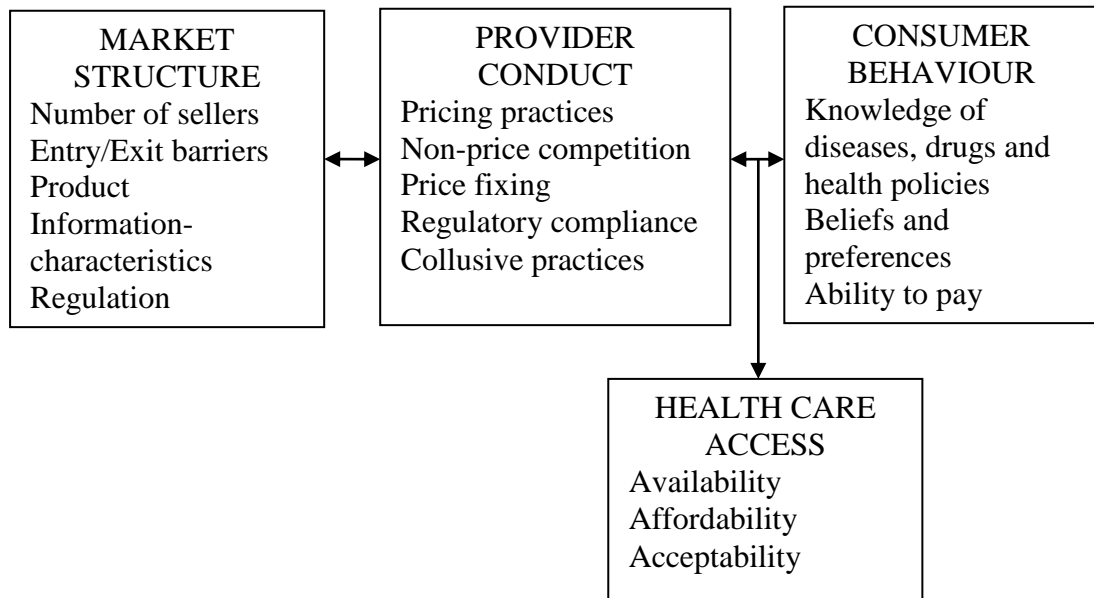 MARKET
STRUCTURE
Number of sellers
Entry/Exit barriers
Product
Information-
characteristics
Regulation
PROVIDER
CONDUCT
Pricing practices
Non-price competition
Price fixing
Regulatory compliance
Collusive practices
CONSUMER
BEHAVIOUR
Knowledge of
diseases, drugs and
health policies
Beliefs and
preferences
Ability to pay
HEALTH CARE
ACCESS
Availability
Affordability
Acceptability